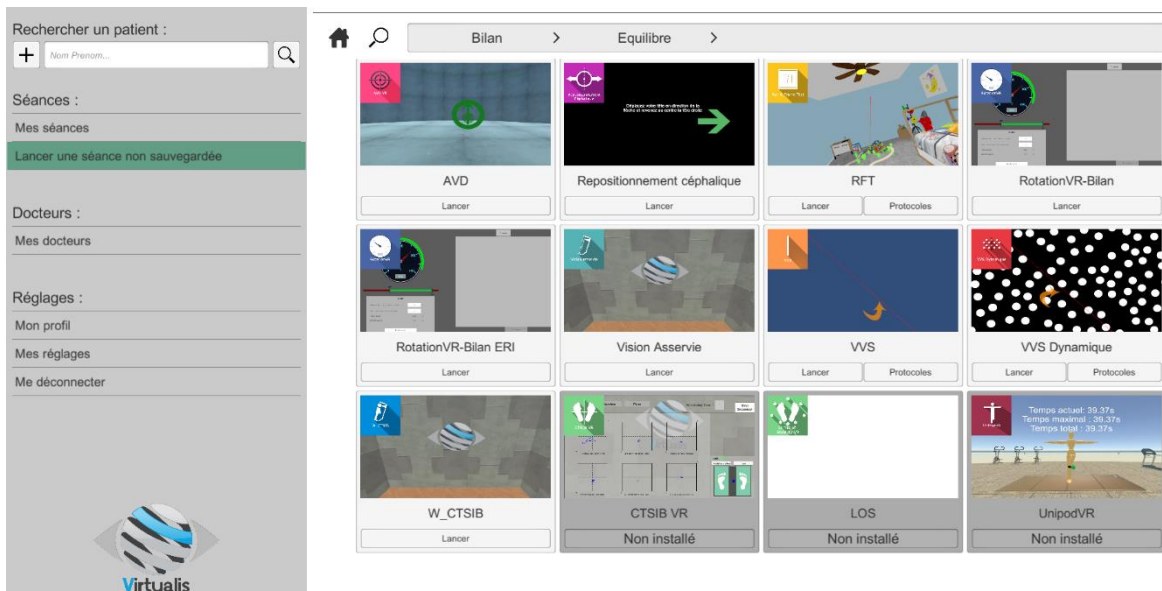 Rechercher un patient :
+
Nom Prenom...
Séances :
Mes séances
Lancer une séance non sauvegardée
Docteurs :
Mes docteurs
Réglages :
Mon profil
Mes réglages
Me déconnecter
Virtualis
Bilan > Equilibre >
AVD
Lancer
Repositionnement céphalique
Lancer
RFT
Lancer Protocoles
RotationVR-Bilan
Lancer
RotationVR-Bilan ERI
Lancer
Vision Asservie
Lancer
VVS
Lancer Protocoles
VVS Dynamique
Lancer Protocoles
W_CTSIB
Lancer
CTSIB VR
Non installé
LOS
Non installé
Temps actuel: 39.37s
Temps maximal : 39.37s
Temps total : 39.37s
UnipodVR
Non installé